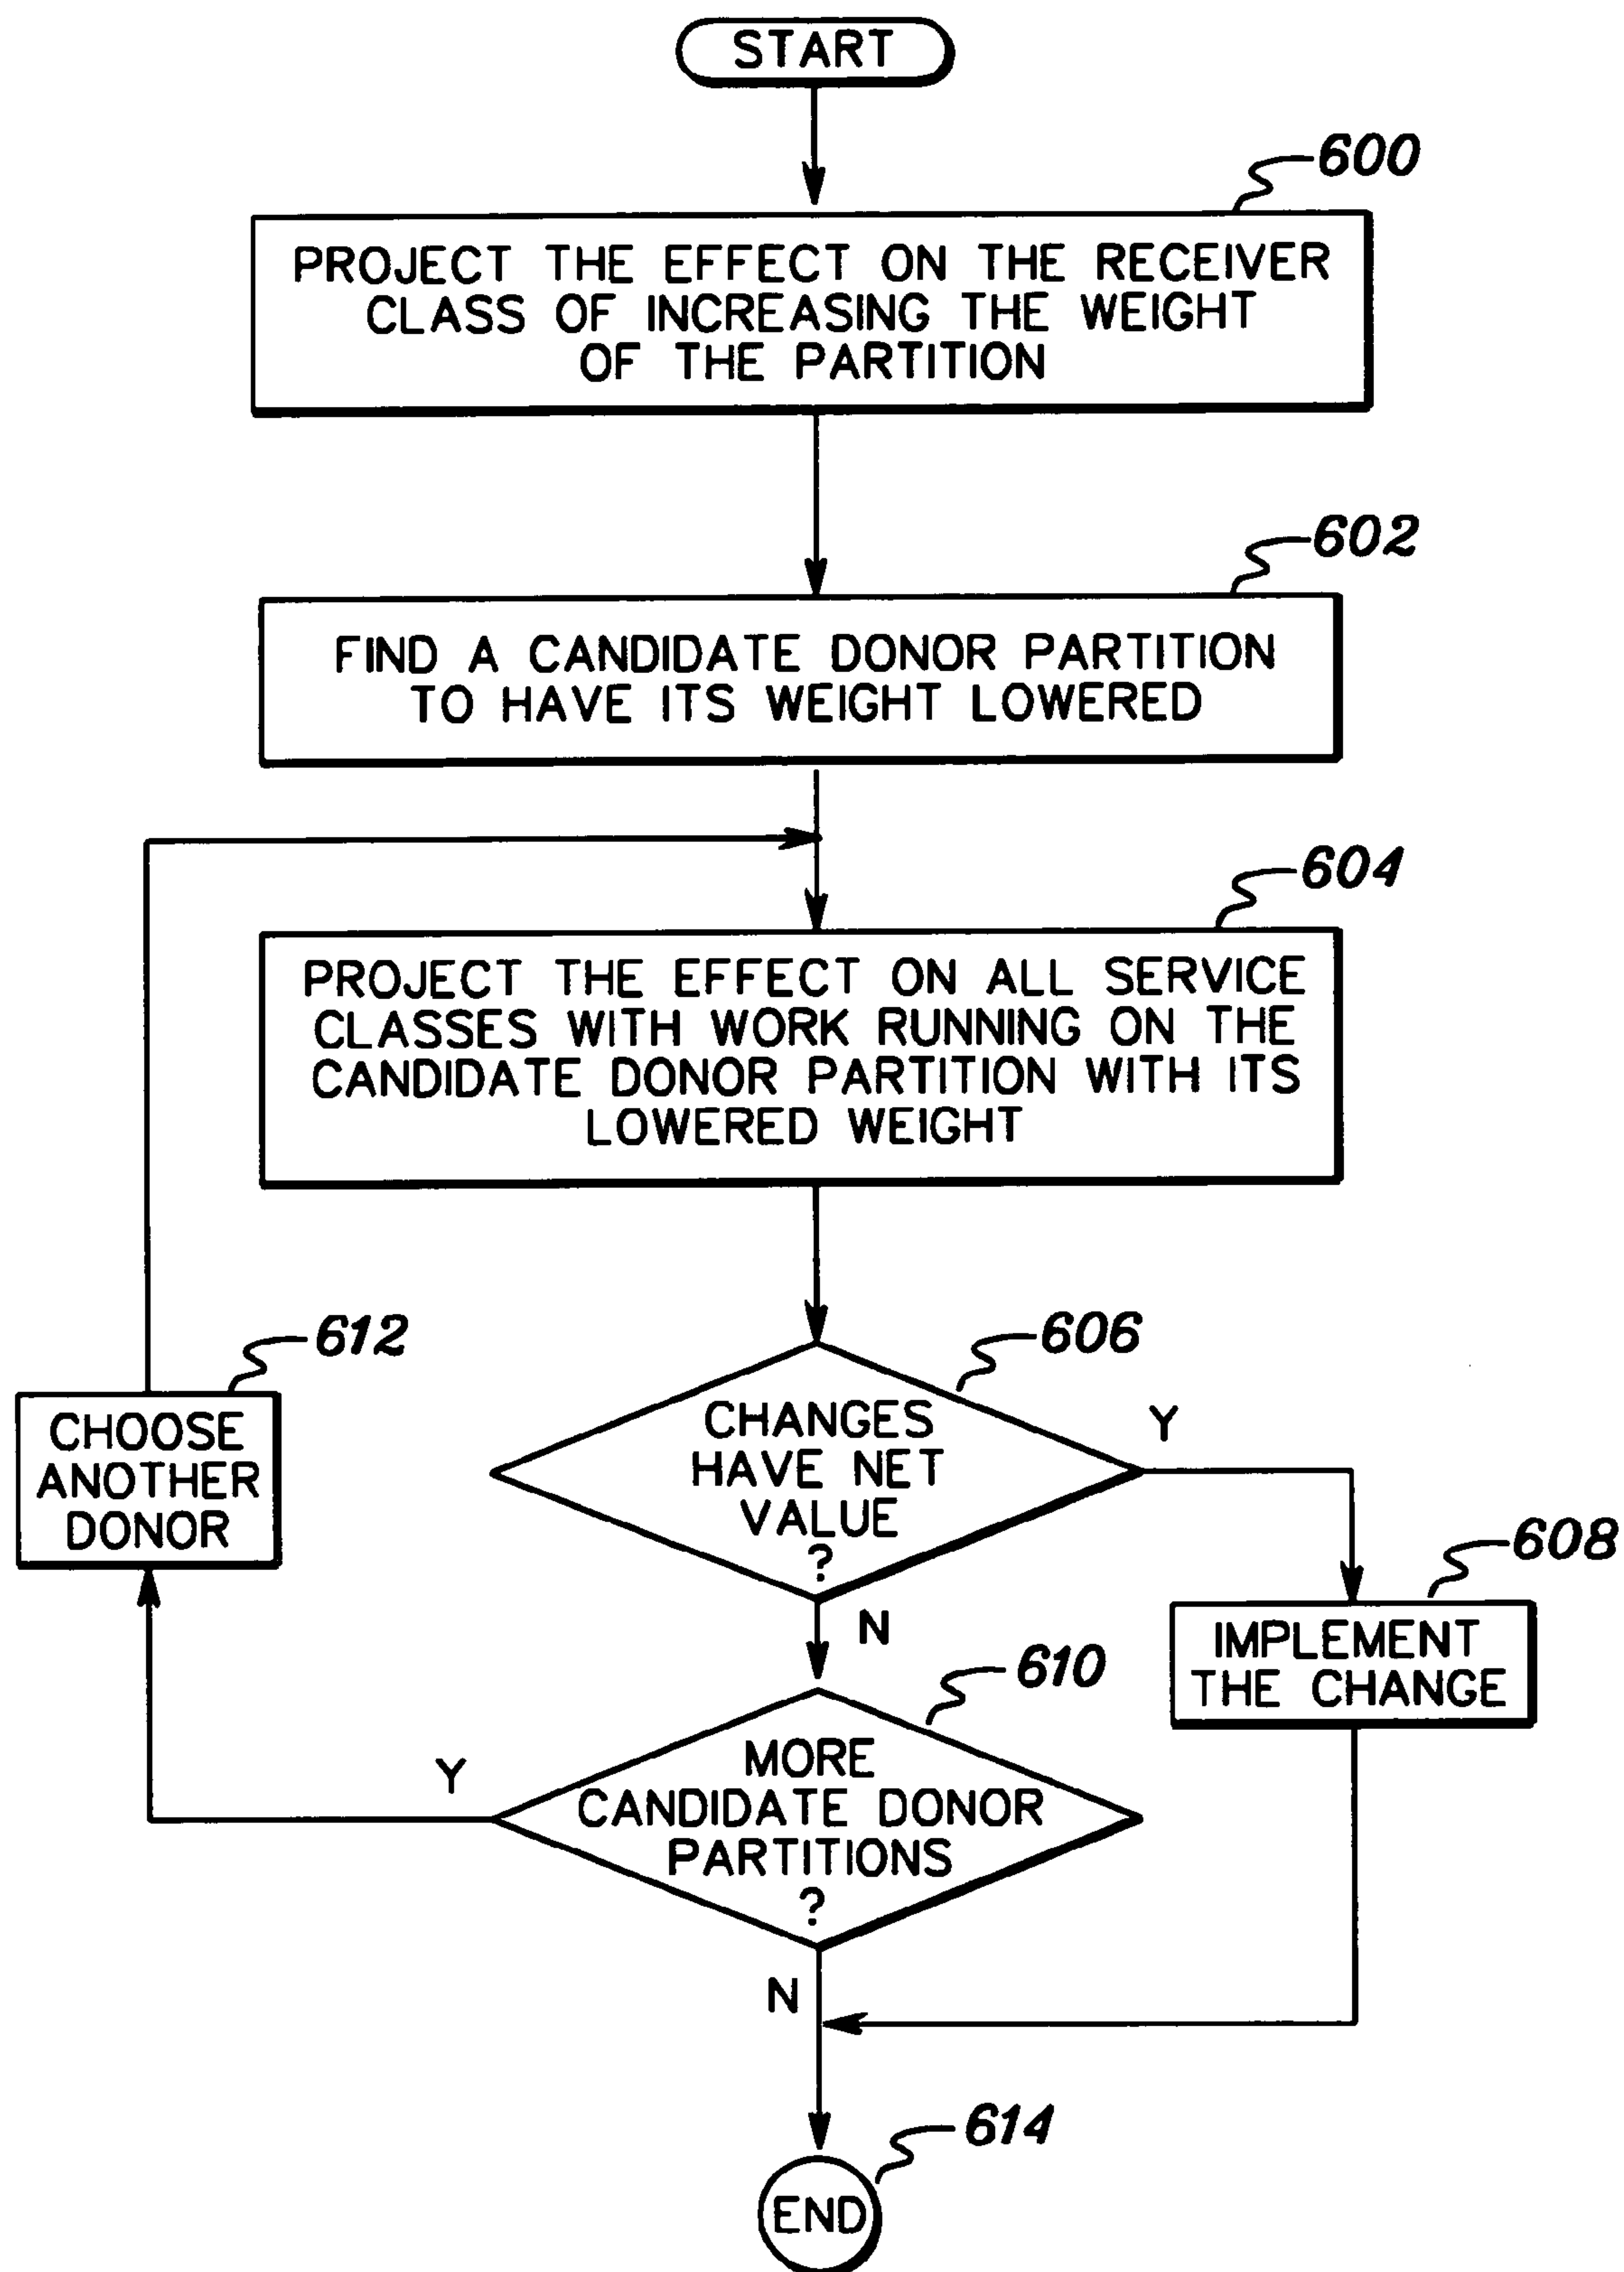 START
600
PROJECT THE EFFECT ON THE RECEIVER
CLASS OF INCREASING THE WEIGHT
OF THE PARTITION
602
FIND A CANDIDATE DONOR PARTITION
TO HAVE ITS WEIGHT LOWERED
604
PROJECT THE EFFECT ON ALL SERVICE
CLASSES WITH WORK RUNNING ON THE
CANDIDATE DONOR PARTITION WITH ITS
LOWERED WEIGHT
606
CHANGES
HAVE NET
VALUE
?
Y
N
608
IMPLEMENT
THE CHANGE
610
MORE
CANDIDATE DONOR
PARTITIONS
?
Y
N
612
CHOOSE
ANOTHER
DONOR
614
END